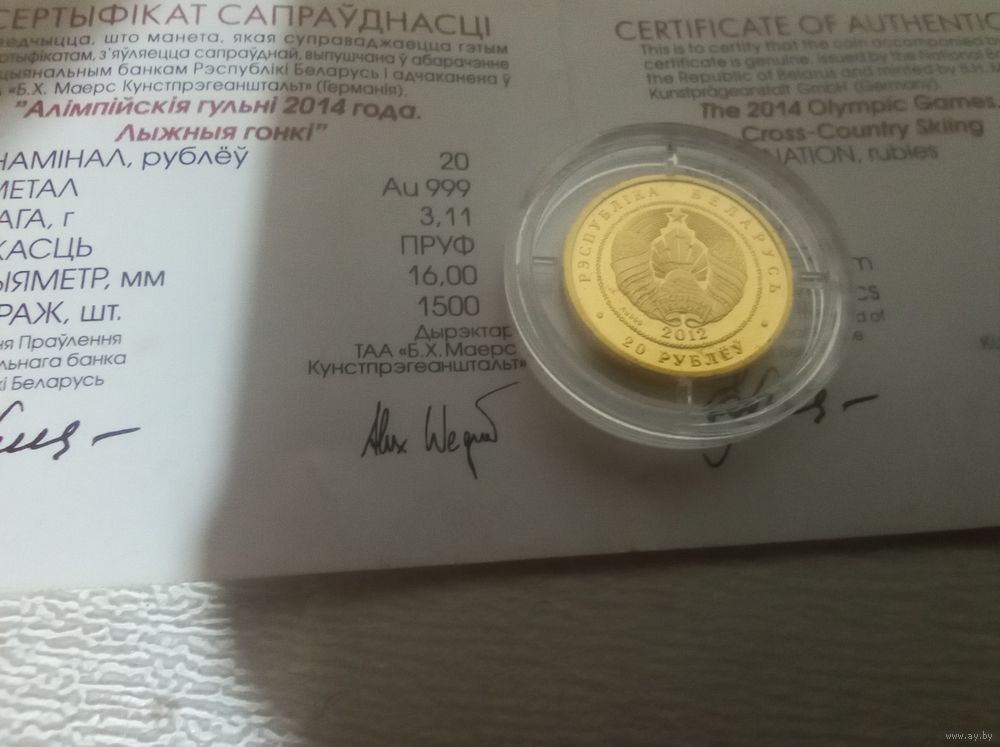 СЕРТЫФІКАТ САПРАЎДНАСЦІ
што манета, якая суправаджаецца гэтым
з'яўляецца сапраўднай, выпушчана ў абарачэнне
банкам Рэспублікі Беларусь і адчаканена ў
«Б.Х. Маерс Кунстпрэгеанштальт» (Германія).
"Алімпійскія гульні 2014 года.
Лыжныя гонкі"
НАМІНАЛ, рублёў 20
МЕТАЛ Au 999
ВАГА, г 3,11
ЯКАСЦЬ ПРУФ
ДЫЯМЕТР, мм 16,00
ТЫРАЖ, шт. 1500
Праўлення
банка
Беларусь
Дырэктар
ТАА «Б.Х.Маерс
Кунстпрэгеанштальт»
CERTIFICATE OF AUTHENTIC
This is to certify that the coin accompanied by
certificate is genuine, issued by the National B
the Republic of Belarus and minted by B.H.
Kunstprägeanstalt GmbH (Germany).
The 2014 Olympic Games.
Cross-Country Skiing
NATION, rubles
РЭСПУБЛІКА БЕЛАРУСЬ
2012
20 РУБЛЁЎ
www.ay.by